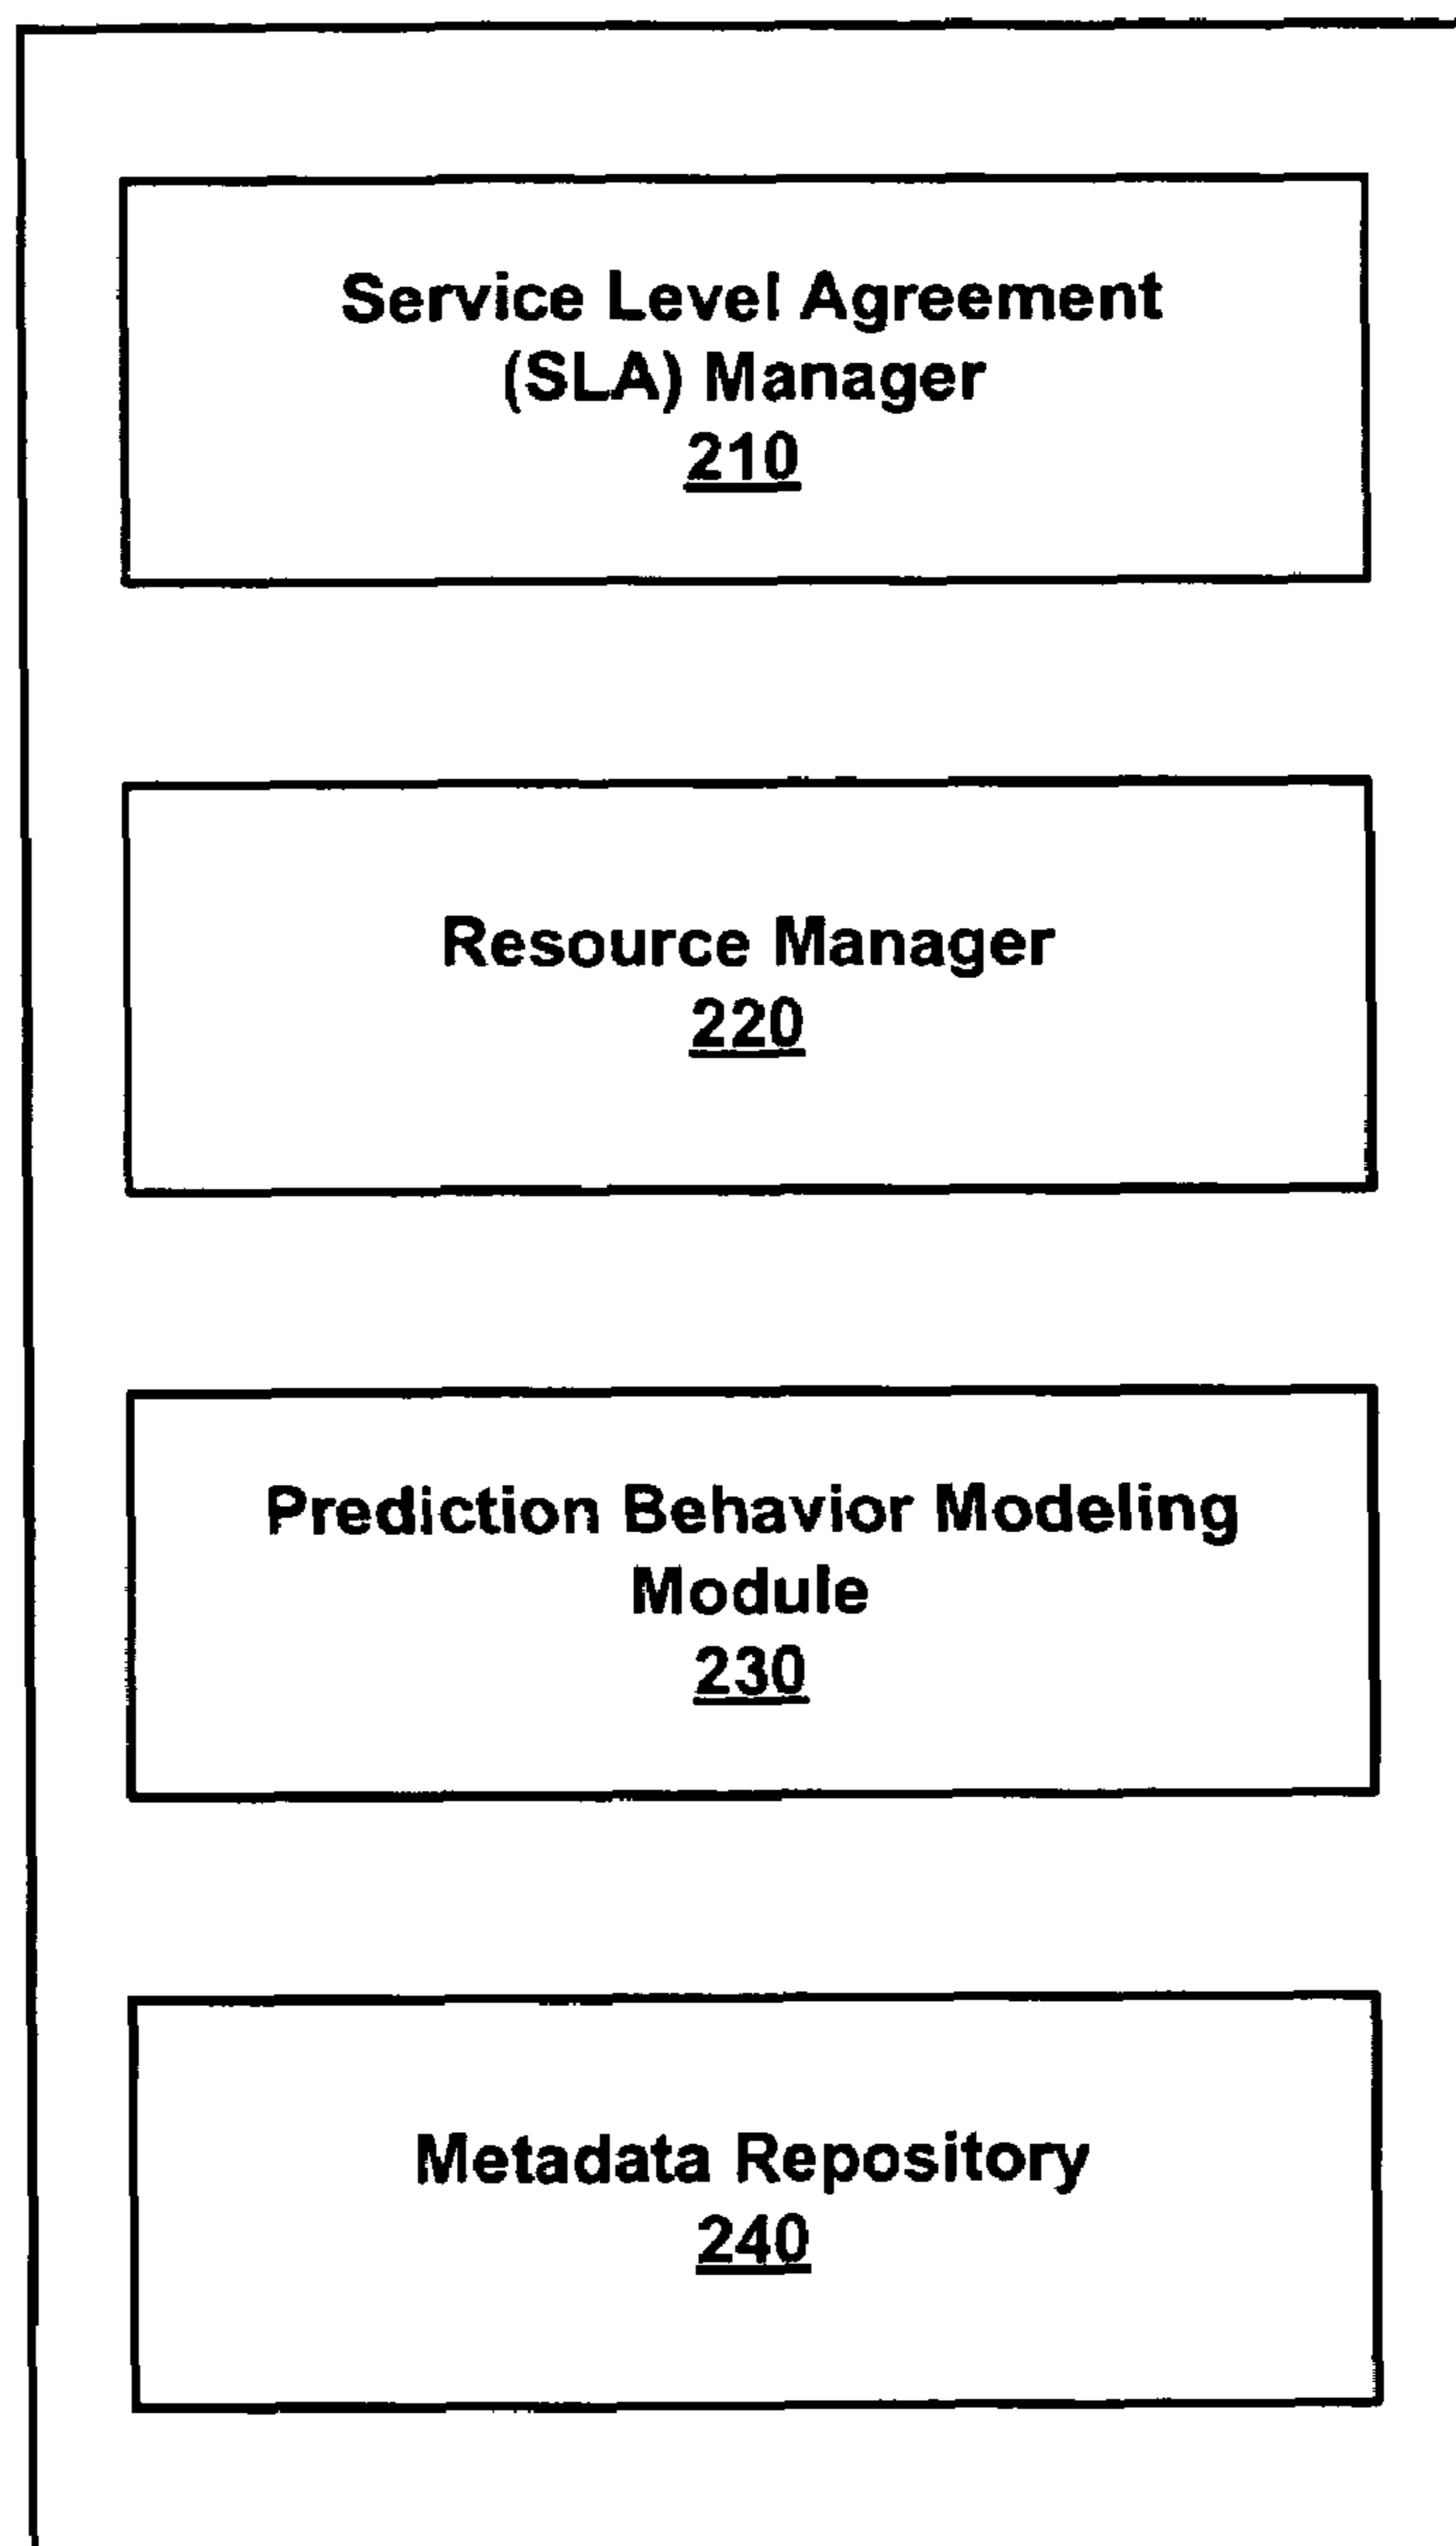 Service Level Agreement
(SLA) Manager
210
Resource Manager
220
Prediction Behavior Modeling
Module
230
Metadata Repository
240